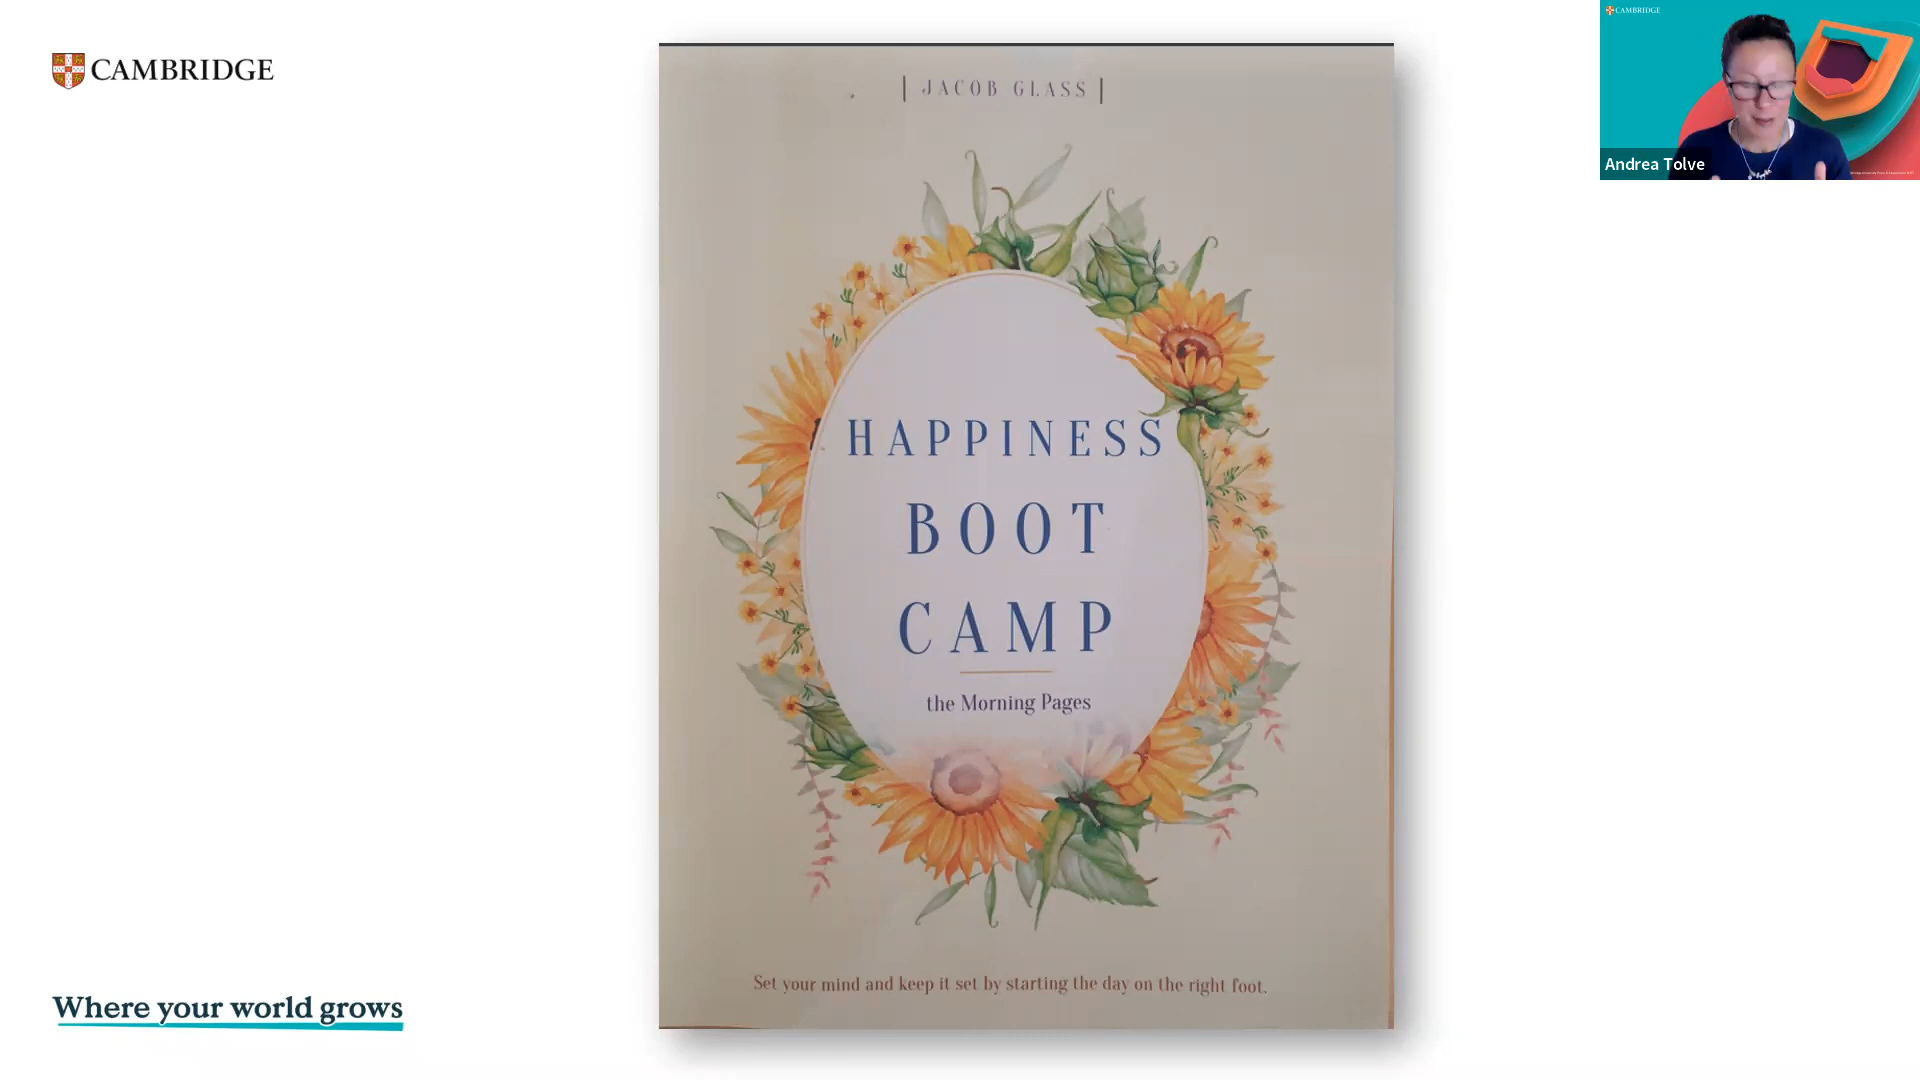 CAMBRIDGE
JACOB GLASS
HAPPINESS
BOOT
CAMP
the Morning Pages
Set your mind and keep it set by starting the day on the right foot.
Where your world grows
CAMBRIDGE
Andrea Tolve